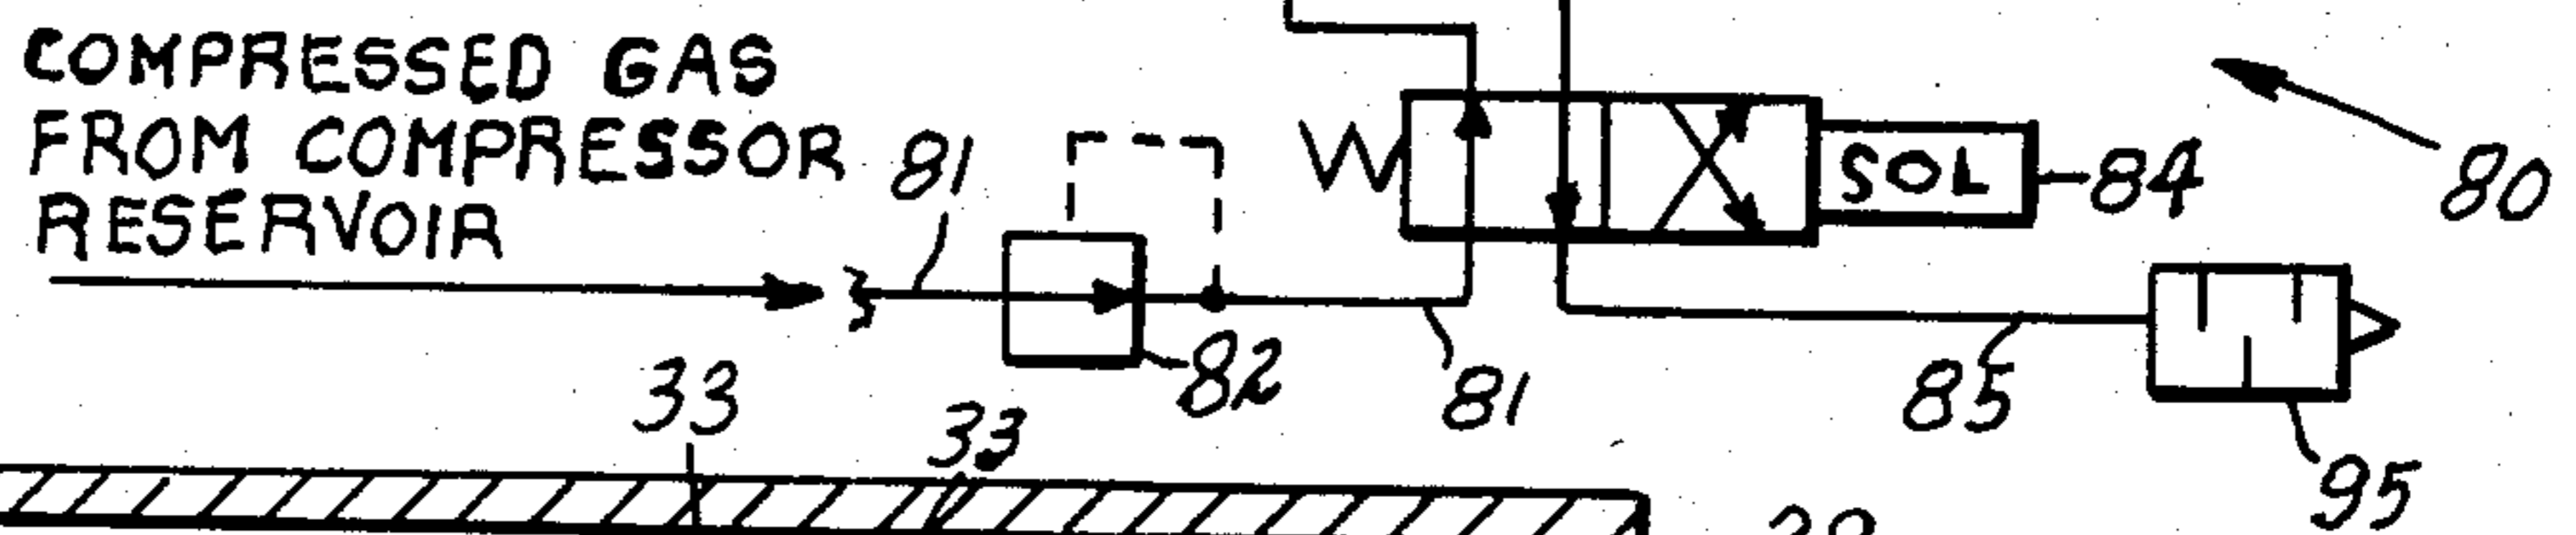 COMPRESSED GAS
FROM COMPRESSOR
RESERVOIR
81
SOL
84
80
82
81
85
95
33
33